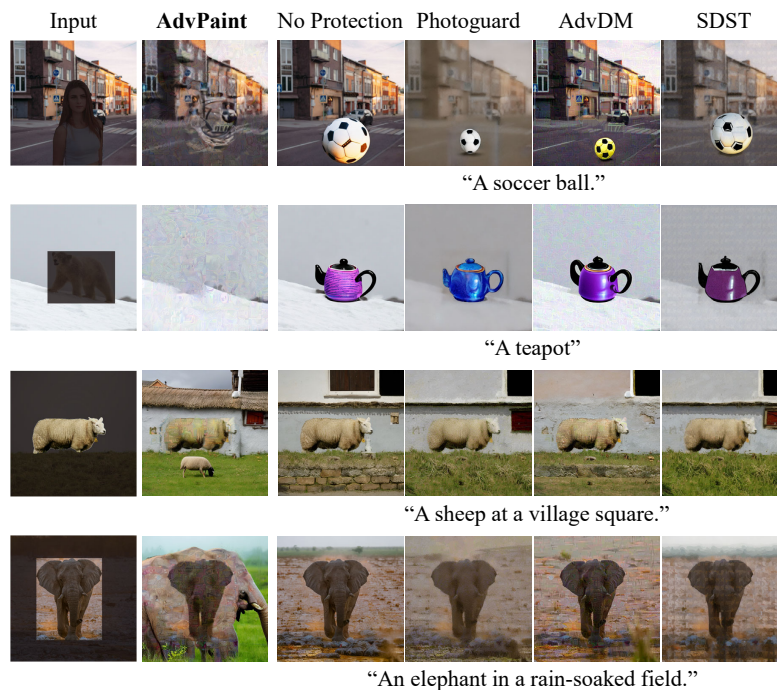 Input AdvPaint No Protection Photoguard AdvDM SDST
“A soccer ball.”
“A teapot”
“A sheep at a village square.”
“An elephant in a rain-soaked field.”